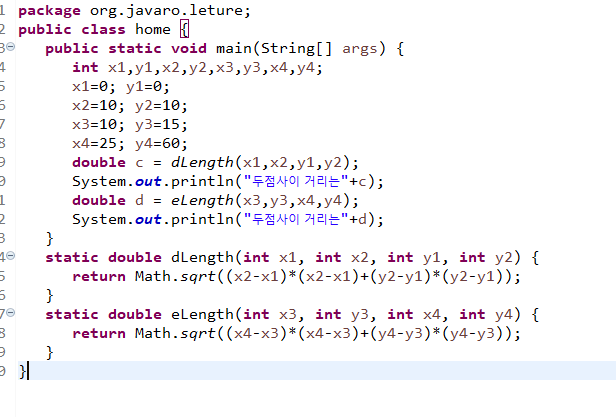 1 package org.javaro.leture;
2 public class home {
3 public static void main(String[] args) {
4 int x1,y1,x2,y2,x3,y3,x4,y4;
5 x1=0; y1=0;
6 x2=10; y2=10;
7 x3=10; y3=15;
8 x4=25; y4=60;
9 double c = dLength(x1,x2,y1,y2);
0 System.out.println("두점사이 거리는"+c);
1 double d = eLength(x3,y3,x4,y4);
2 System.out.println("두점사이 거리는"+d);
3 }
4 static double dLength(int x1, int x2, int y1, int y2) {
5 return Math.sqrt((x2-x1)*(x2-x1)+(y2-y1)*(y2-y1));
6 }
7 static double eLength(int x3, int y3, int x4, int y4) {
8 return Math.sqrt((x4-x3)*(x4-x3)+(y4-y3)*(y4-y3));
9 }
0 }